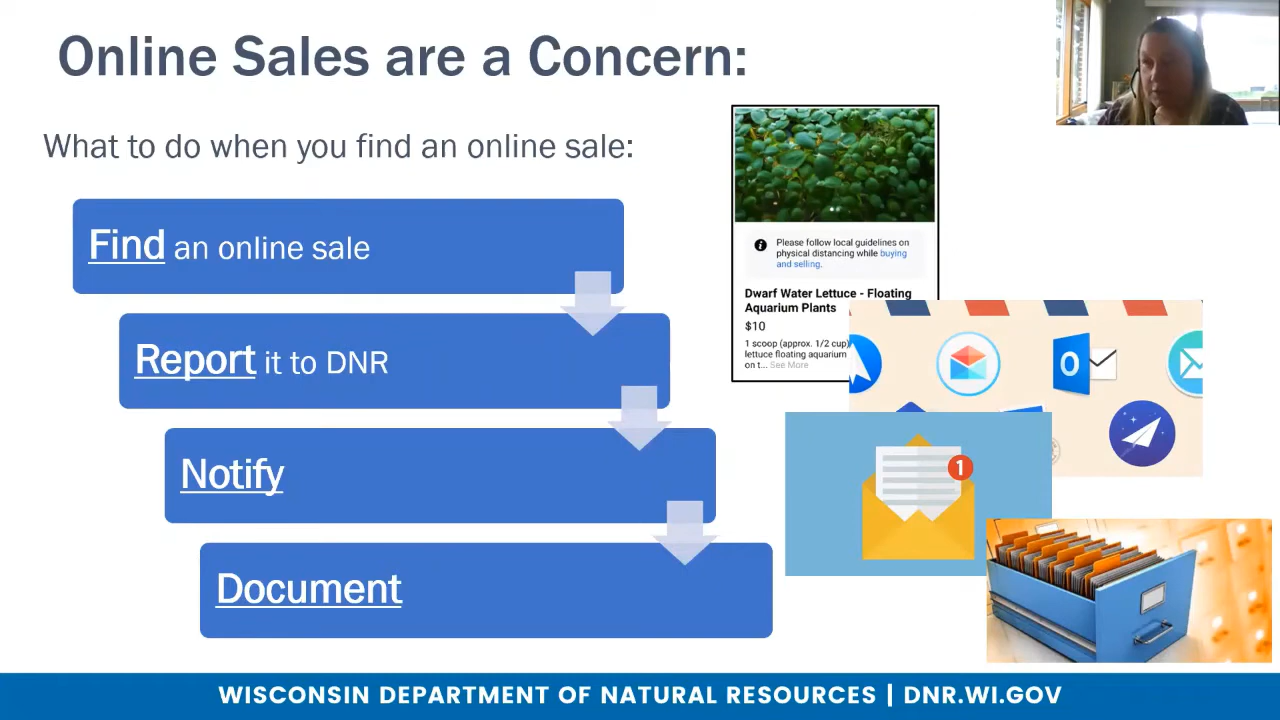 Online Sales are a Concern:
What to do when you find an online sale:
Find an online sale
Report it to DNR
Notify
Document
Please follow local guidelines on
physical distancing while buying
and selling.
Dwarf Water Lettuce - Floating
Aquarium Plants
$10
1 scoop (approx. 1/2 cup)
lettuce floating aquarium
on t... See More
O
1
WISCONSIN DEPARTMENT OF NATURAL RESOURCES | DNR.WI.GOV